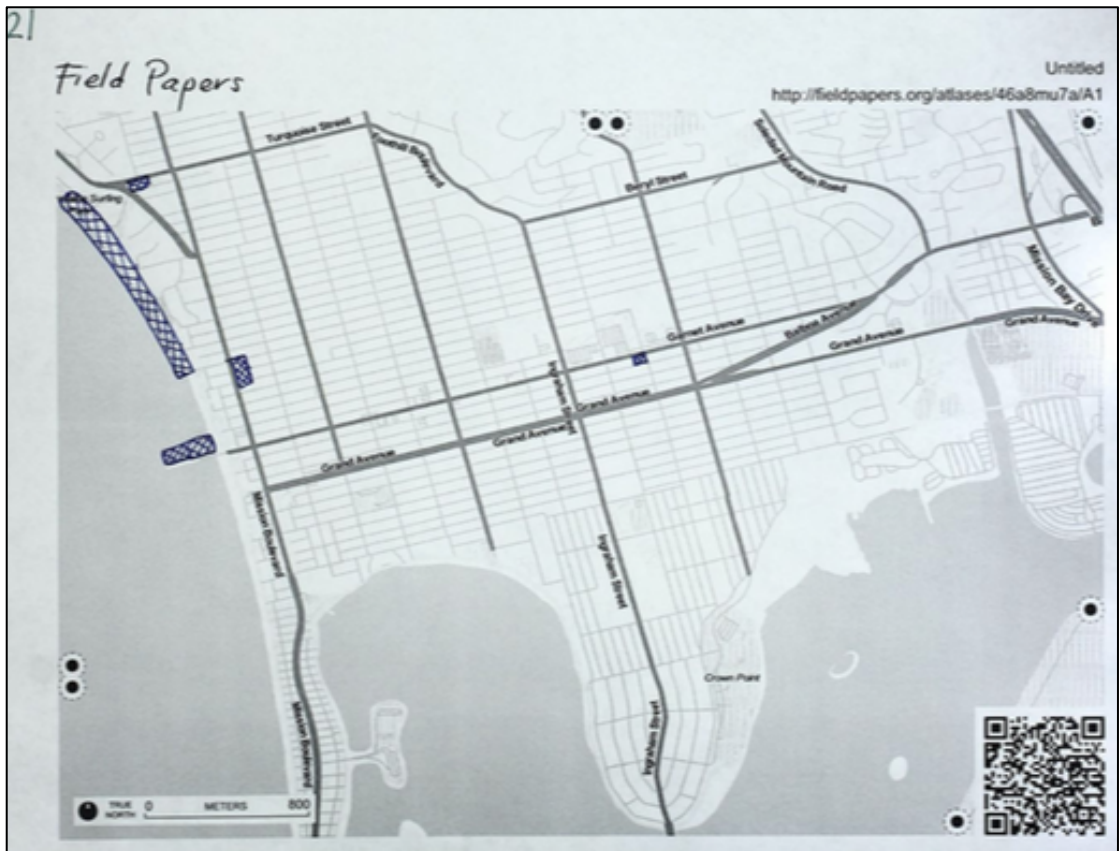 21
Field Papers
Untitled
http://fieldpapers.org/atlases/46a8mu7a/A1
Turquoise Street
Foothill Boulevard
Beryl Street
Soledad Mountain Road
Surfing
Mission Bay Drive
Garnet Avenue
Balboa Avenue
Grand Avenue
Grand Avenue
Ingraham Street
Grand Avenue
Grand Avenue
Grand Avenue
Mission Boulevard
Ingraham Street
Crown Point
Ingraham Street
Mission Boulevard
TRUE NORTH 0 METERS 800